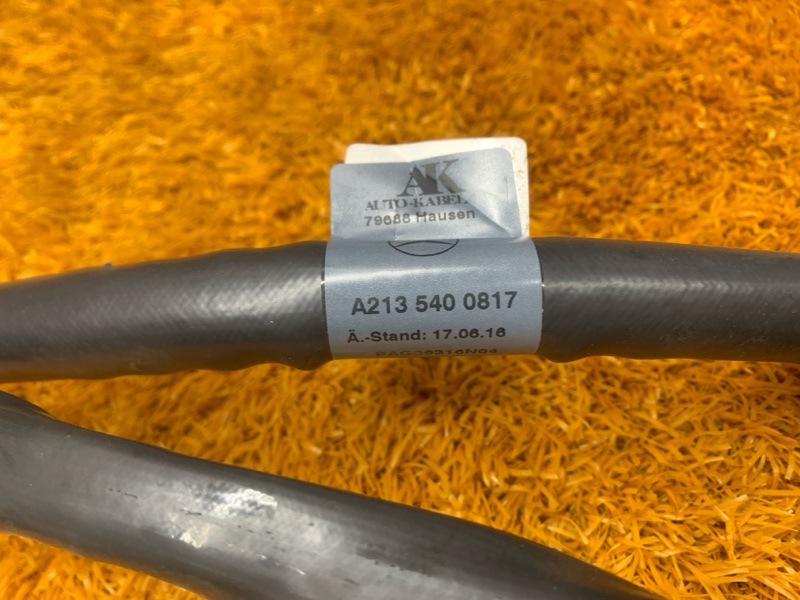 AK
AUTO-KABEL
79688 Hausen
A213 540 0817
Ä.-Stand: 17.06.16